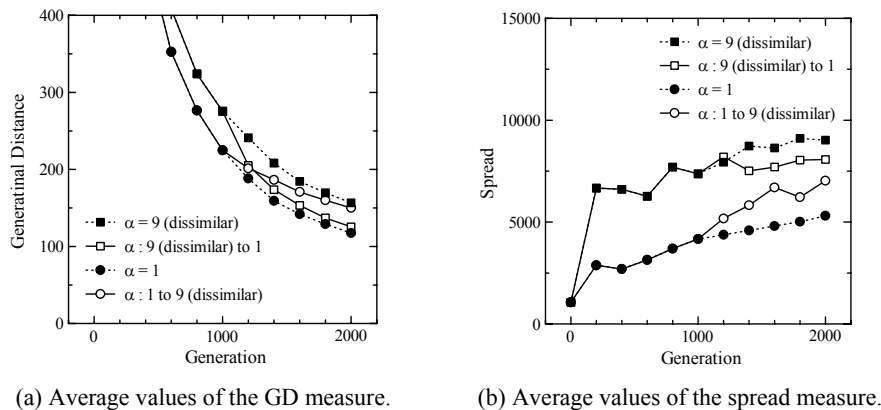 400
300
200
150
100
0
Generatinal Distance
α = 9 (dissimilar)
α : 9 (dissimilar) to 1
α = 1
α : 1 to 9 (dissimilar)
0
1000
2000
Generation
(a) Average values of the GD measure.
15000
10000
5000
0
Spread
α = 9 (dissimilar)
α : 9 (dissimilar) to 1
α = 1
α : 1 to 9 (dissimilar)
0
1000
2000
Generation
(b) Average values of the spread measure.